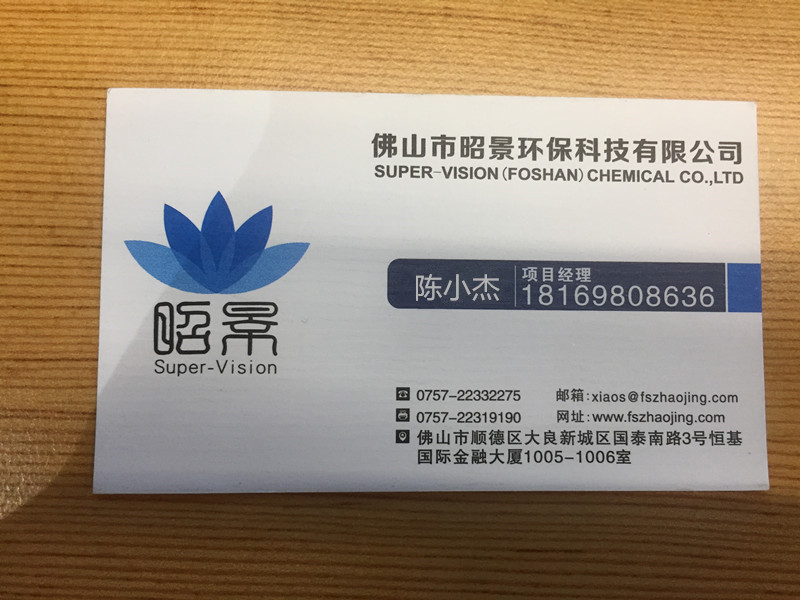 佛山市昭景环保科技有限公司
SUPER-VISION(FOSHAN)CHEMICAL CO.,LTD
昭景
Super-Vision
陈小杰
项目经理
18169808636
0757-22332275
邮箱:xiaos@fszhaojing.com
0757-22319190
网址:www.fszhaojing.com
佛山市顺德区大良新城区国泰南路3号恒基
国际金融大厦1005-1006室